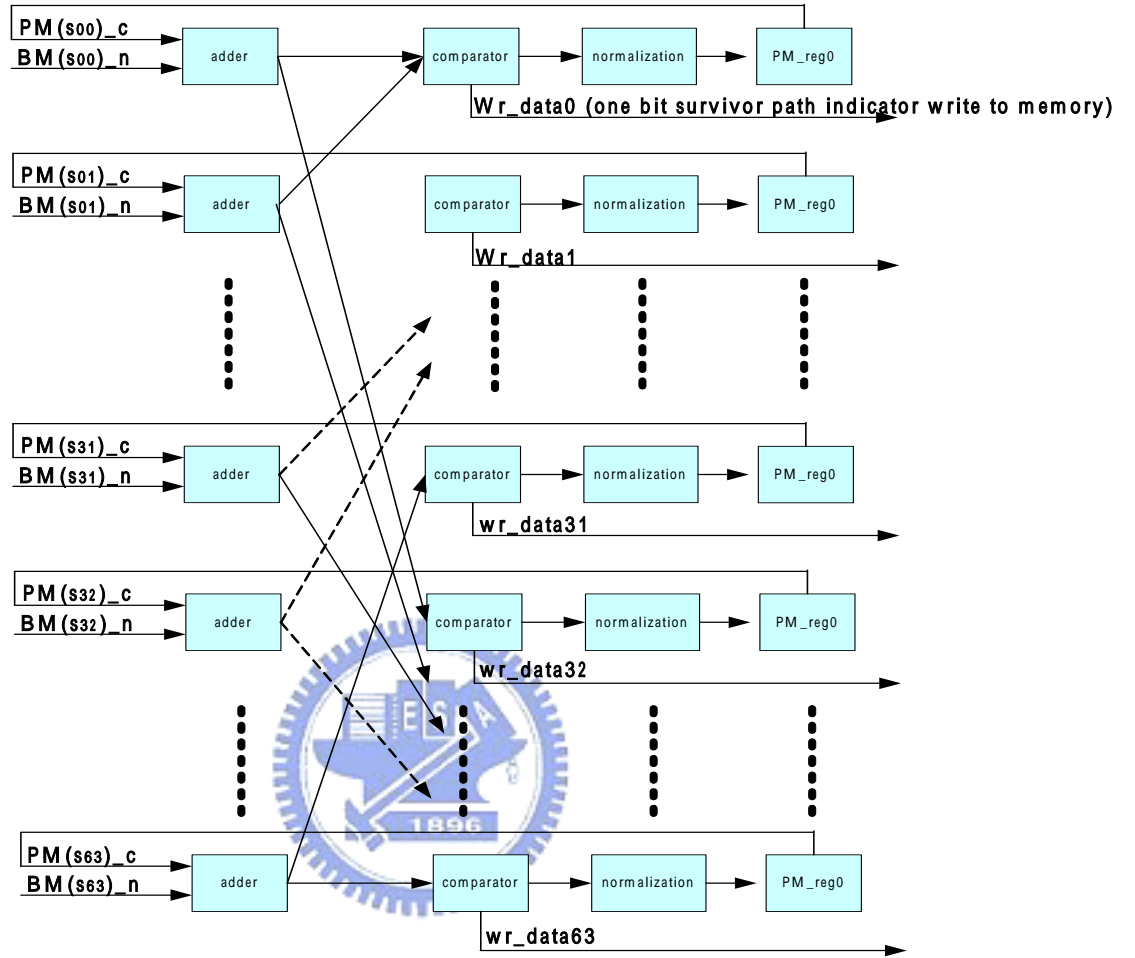 PM(s00)_c
BM(s00)_n
adder
comparator
normalization
PM_reg0
Wr_data0 (one bit survivor path indicator write to memory)
PM(s01)_c
BM(s01)_n
adder
comparator
normalization
PM_reg0
Wr_data1
PM(s31)_c
BM(s31)_n
adder
comparator
normalization
PM_reg0
wr_data31
PM(s32)_c
BM(s32)_n
adder
comparator
normalization
PM_reg0
wr_data32
E S A
1896
PM(s63)_c
BM(s63)_n
adder
comparator
normalization
PM_reg0
wr_data63